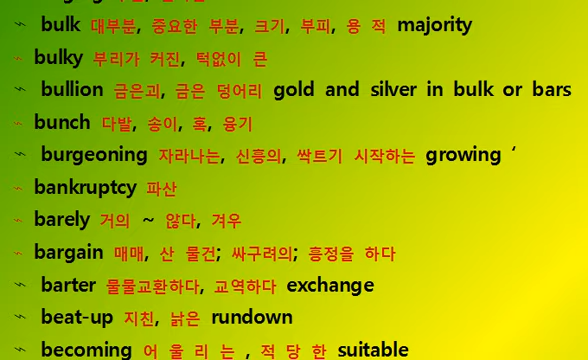 bulk 대부분, 중요한 부분, 크기, 부피, 용 적 majority
bulky 부리가 커진, 턱없이 큰
bullion 금은괴, 금은 덩어리 gold and silver in bulk or bars
bunch 다발, 송이, 혹, 융기
burgeoning 자라나는, 신흥의, 싹트기 시작하는 growing ‘
bankruptcy 파산
barely 거의 ~ 않다, 겨우
bargain 매매, 산 물건; 싸구려의; 흥정을 하다
barter 물물교환하다, 교역하다 exchange
beat-up 지친, 낡은 rundown
becoming 어 울 리 는 , 적 당 한 suitable